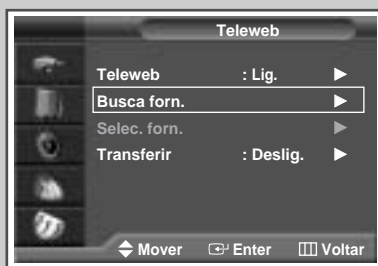 Teleweb
Teleweb : Lig.
Busca forn.
Selec. forn.
Transferir : Deslig.
Mover Enter Voltar